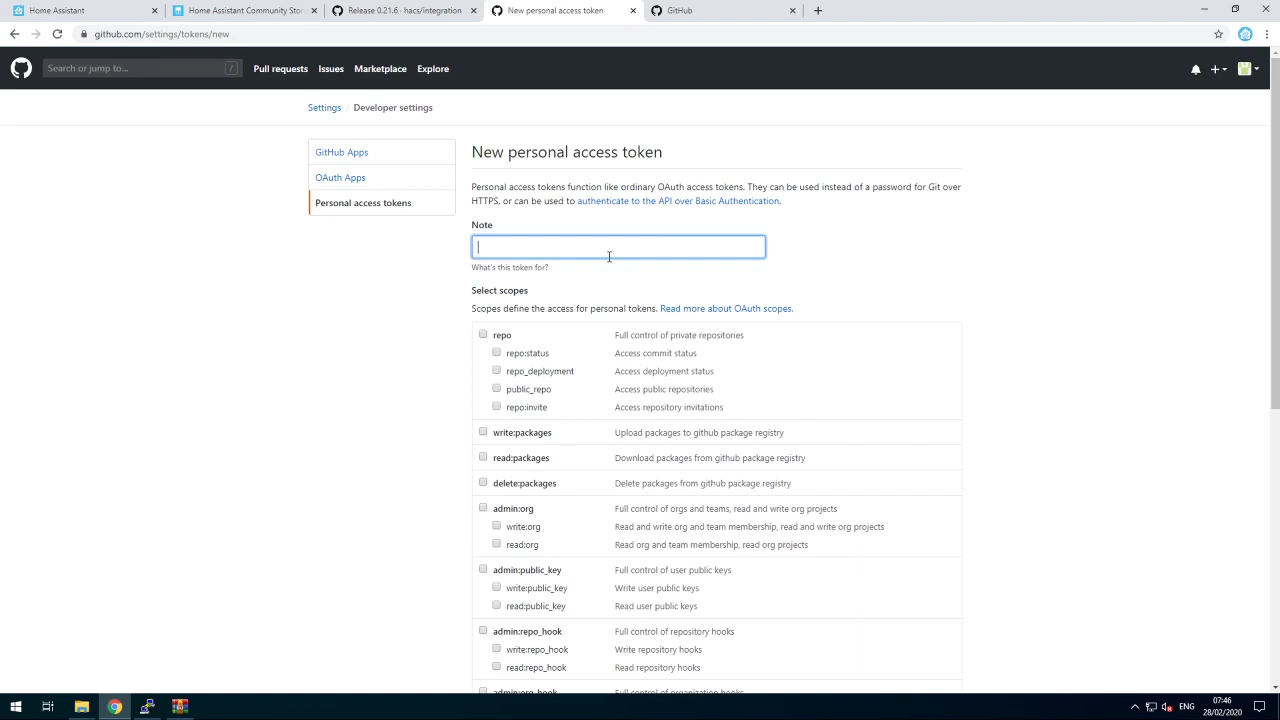 Home Assistant
Home Assistant Community Stor
Release 0.21.6 - hacs/integration
New personal access token
GitHub
github.com/settings/tokens/new
Search or jump to...
/
Pull requests
Issues
Marketplace
Explore
Settings / Developer settings
GitHub Apps
OAuth Apps
Personal access tokens
New personal access token
Personal access tokens function like ordinary OAuth access tokens. They can be used instead of a password for Git over
HTTPS, or can be used to authenticate to the API over Basic Authentication.
Note
What's this token for?
Select scopes
Scopes define the access for personal tokens. Read more about OAuth scopes.
repo Full control of private repositories
repo:status Access commit status
repo_deployment Access deployment status
public_repo Access public repositories
repo:invite Access repository invitations
write:packages Upload packages to github package registry
read:packages Download packages from github package registry
delete:packages Delete packages from github package registry
admin:org Full control of orgs and teams, read and write org projects
write:org Read and write org and team membership, read and write org projects
read:org Read org and team membership, read org projects
admin:public_key Full control of user public keys
write:public_key Write user public keys
read:public_key Read user public keys
admin:repo_hook Full control of repository hooks
write:repo_hook Write repository hooks
read:repo_hook Read repository hooks
admin:org_hook Full control of organization hooks
ENG
07:46
28/02/2020